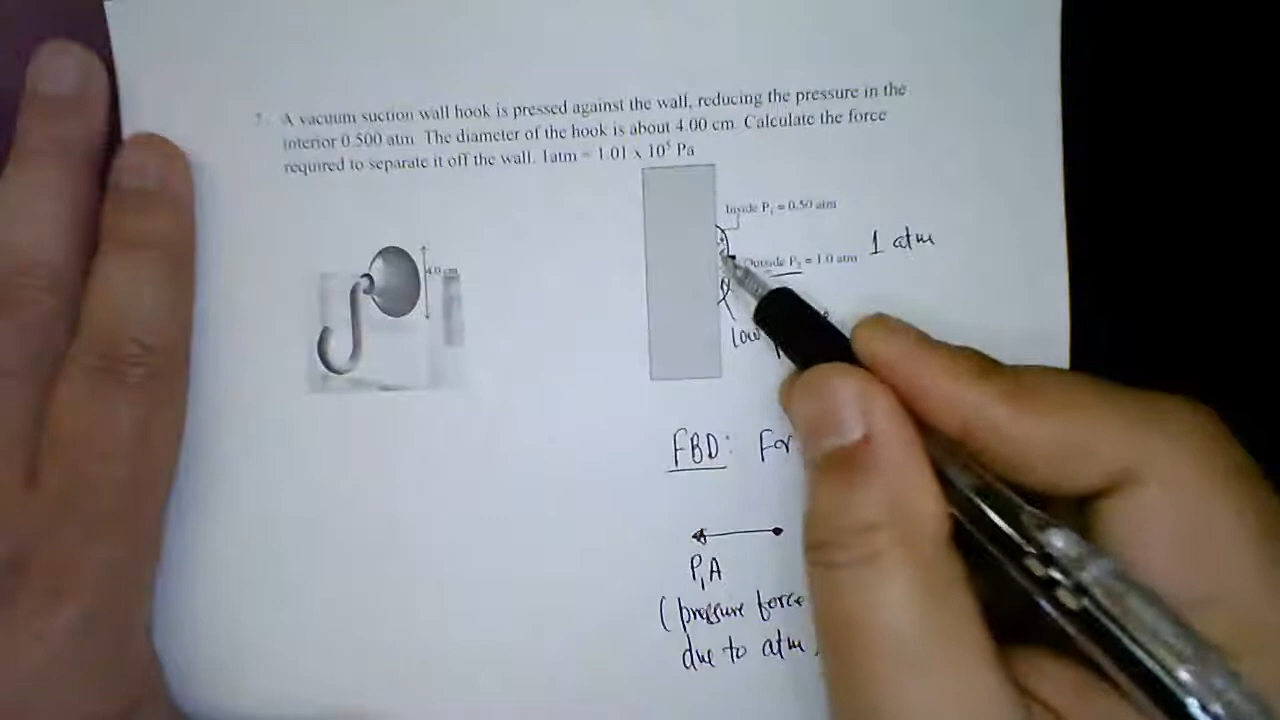 7. A vacuum suction wall hook is pressed against the wall, reducing the pressure in the
interior 0.500 atm. The diameter of the hook is about 4.00 cm. Calculate the force
required to separate it off the wall. 1atm = 1.01 x 10⁵ Pa
Inside P₁ = 0.50 atm
Outside P₂ = 1.0 atm
1 atm
4.0 cm
low
FBD: For
P₁A
(pressure force
due to atm